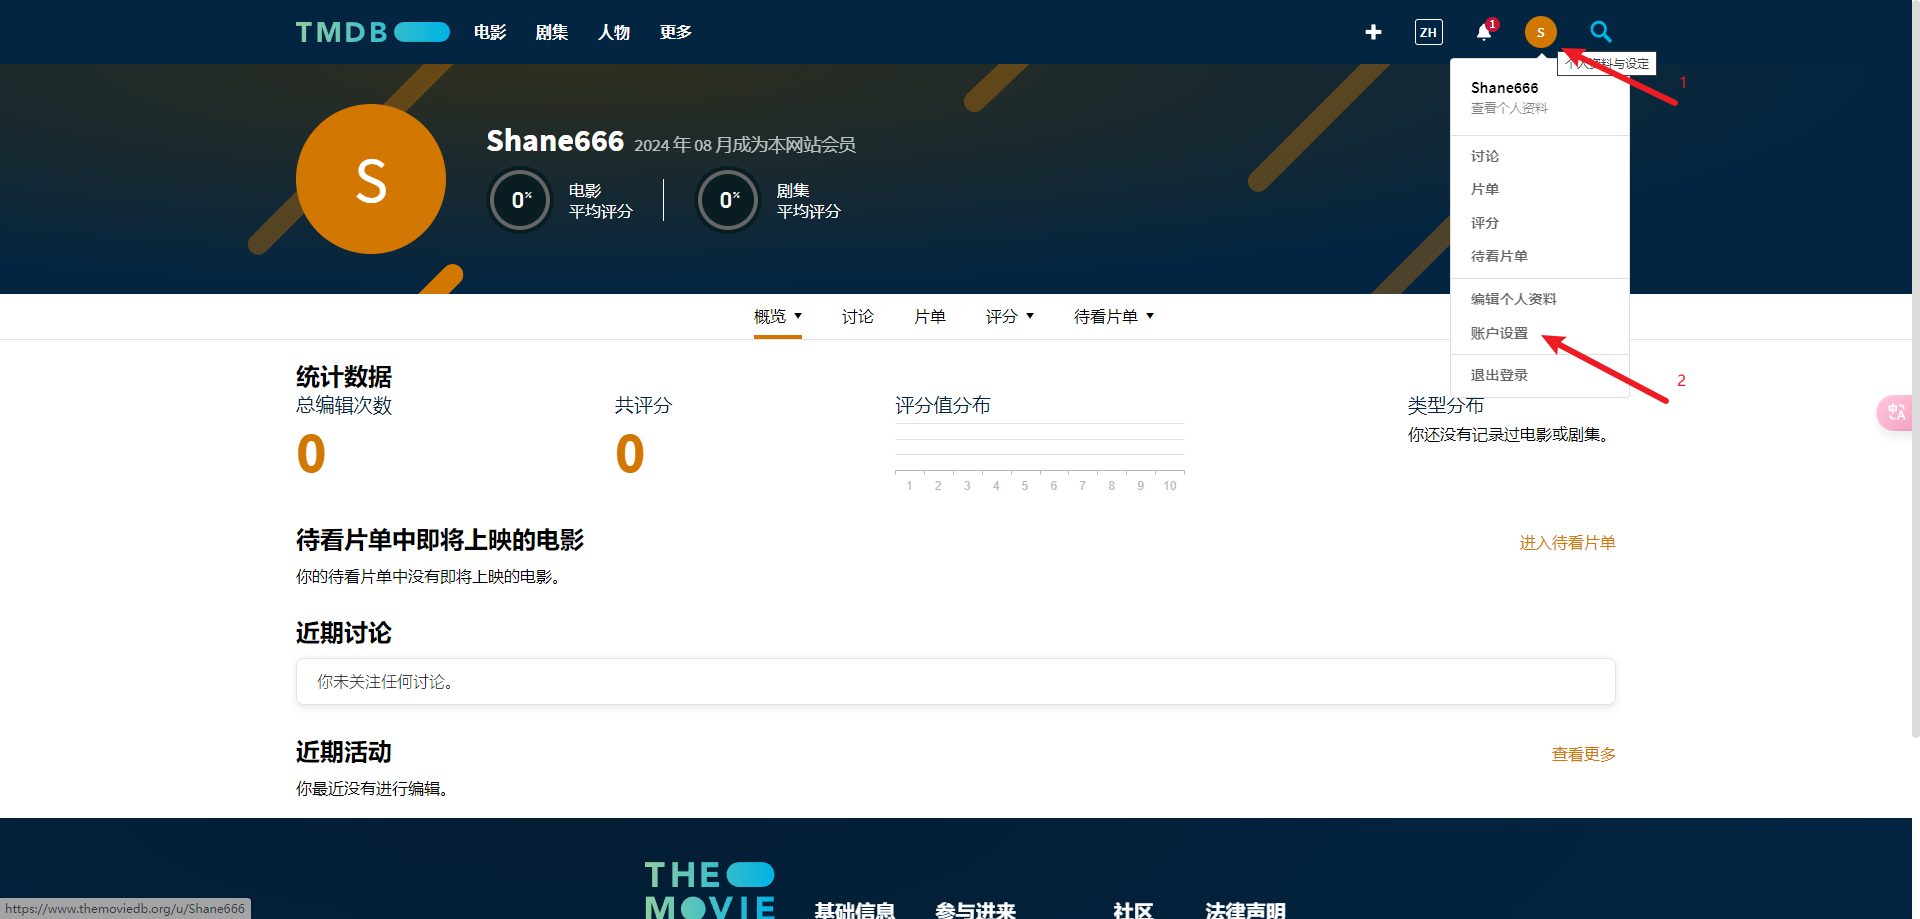 TMDB
电影
剧集
人物
更多
ZH
1
S
个人资料与设定
1
Shane666
查看个人资料
讨论
片单
评分
待看片单
编辑个人资料
账户设置
2
退出登录
S
Shane666 2024 年 08 月成为本网站会员
0%
电影
平均评分
0%
剧集
平均评分
概览
讨论
片单
评分
待看片单
统计数据
总编辑次数
0
共评分
0
评分值分布
1 2 3 4 5 6 7 8 9 10
类型分布
你还没有记录过电影或剧集。
中A
待看片单中即将上映的电影
进入待看片单
你的待看片单中没有即将上映的电影。
近期讨论
你未关注任何讨论。
近期活动
查看更多
你最近没有进行编辑。
THE
MOVIE
基础信息
参与进来
社区
法律声明
https://www.themoviedb.org/u/Shane666